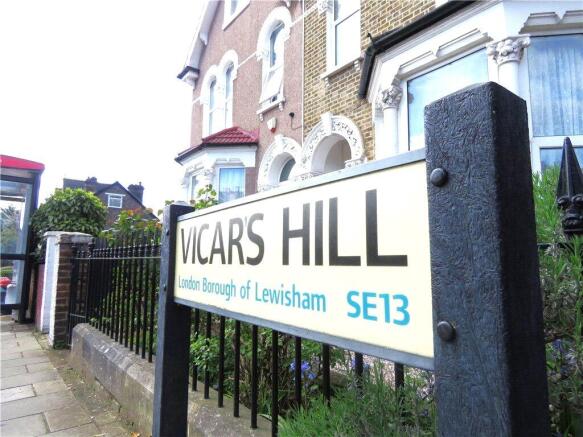 VICAR'S HILL
London Borough of Lewisham SE13